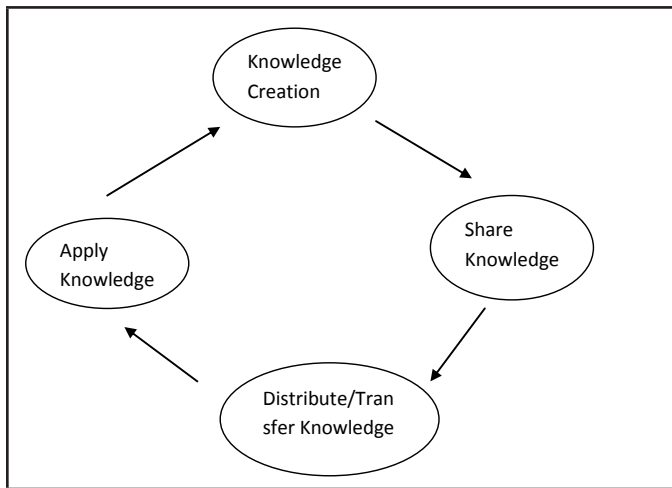 Knowledge
Creation
Share
Knowledge
Distribute/Tran
sfer Knowledge
Apply
Knowledge